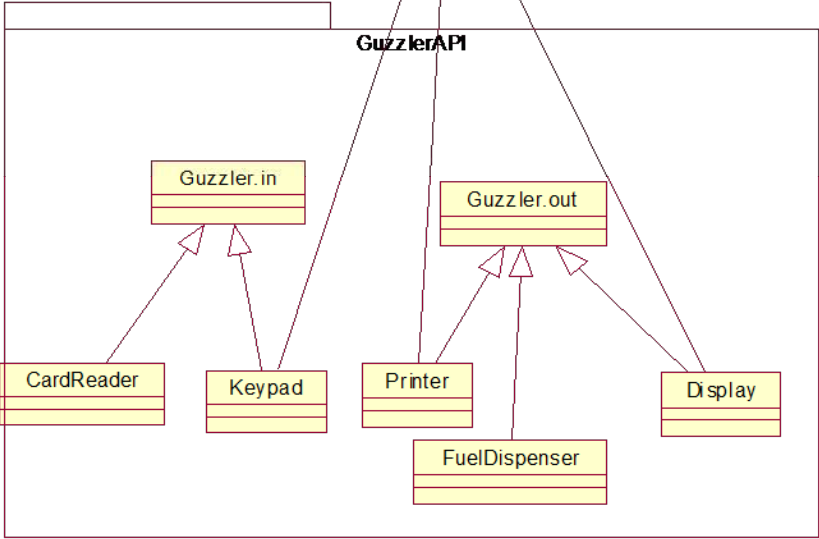 GuzzlerAPI
Guzzler.in
Guzzler.out
CardReader
Keypad
Printer
Display
FuelDispenser